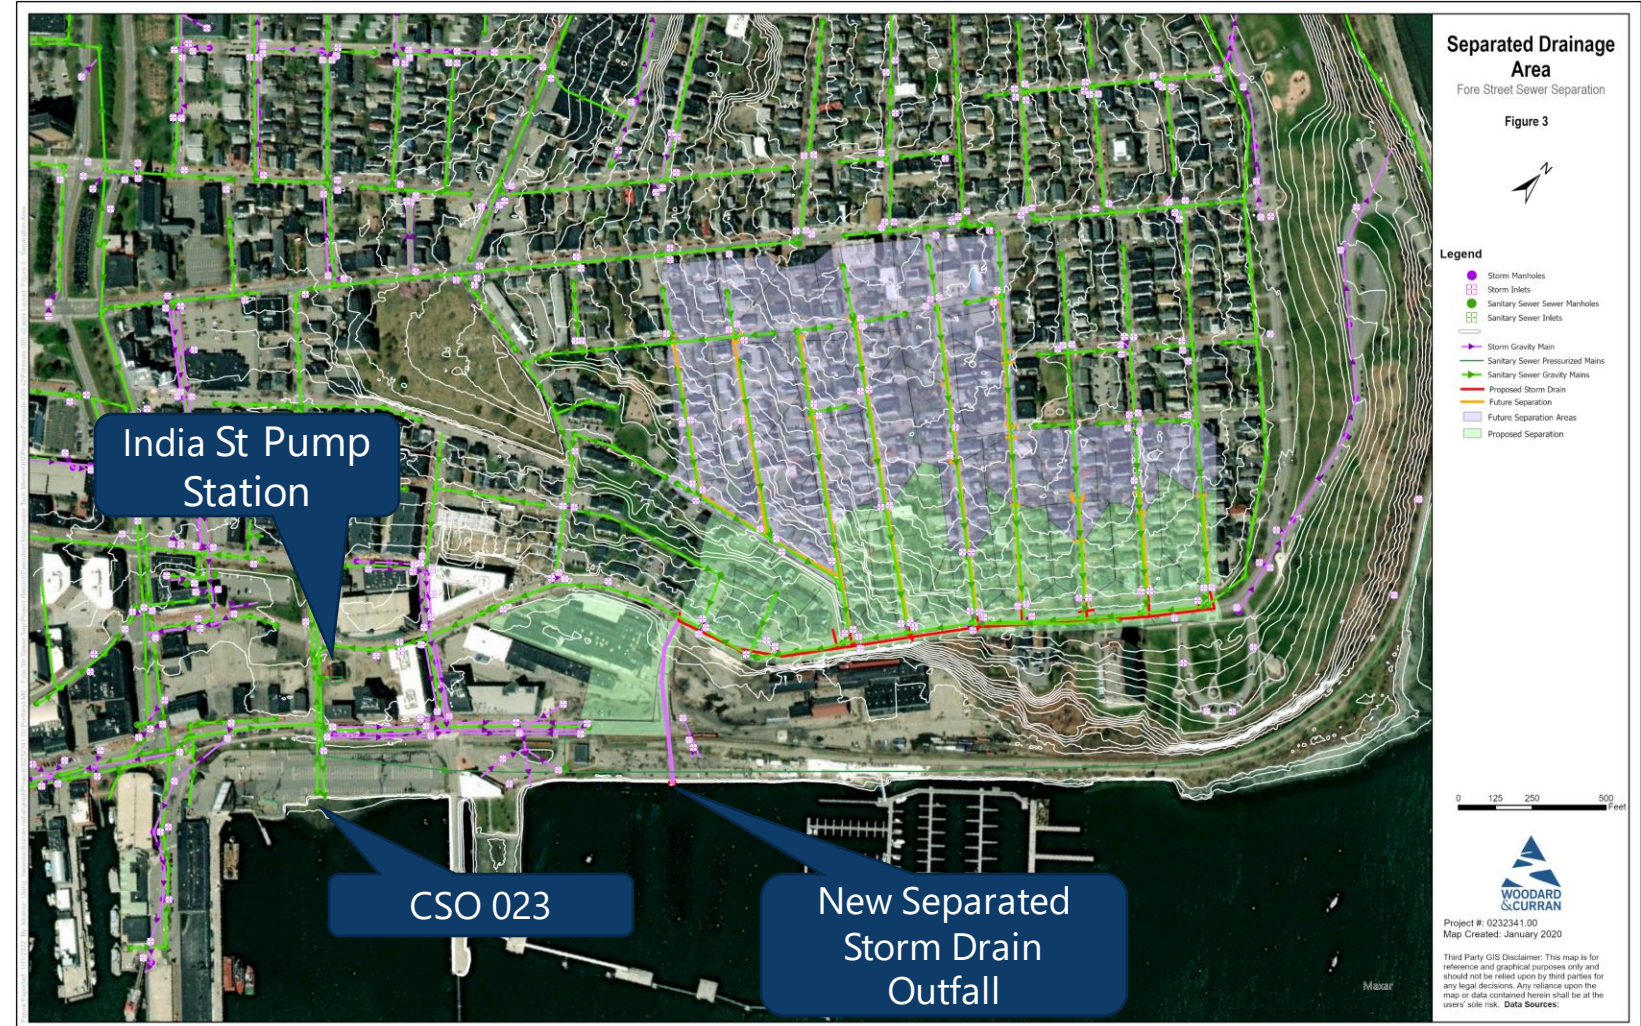 Separated Drainage
Area
Fore Street Sewer Separation
Figure 3
N
Legend
Storm Manholes
Storm Inlets
Sanitary Sewer Sewer Manholes
Sanitary Sewer Inlets
Storm Gravity Main
Sanitary Sewer Pressurized Mains
Sanitary Sewer Gravity Mains
Proposed Storm Drain
Future Separation
Future Separation Areas
Proposed Separation
India St Pump
Station
CSO 023
New Separated
Storm Drain
Outfall
0 125 250 500
Feet
WOODARD
&CURRAN
Project #: 0232341.00
Map Created: January 2020
Third Party GIS Disclaimer: This map is for
reference and graphical purposes only and
should not be relied upon by third parties for
any legal decisions. Any reliance upon the
map or data contained herein shall be at the
users' sole risk. Data Sources:
Maxar